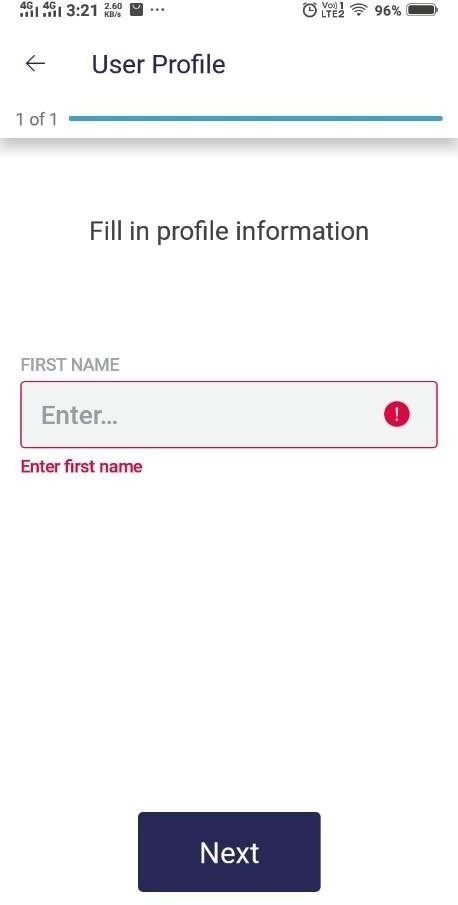 4G 4G 3:21 2.60 KB/s ... Vo)) 1 LTE2 96%
User Profile
1 of 1
Fill in profile information
FIRST NAME
Enter...
!
Enter first name
Next